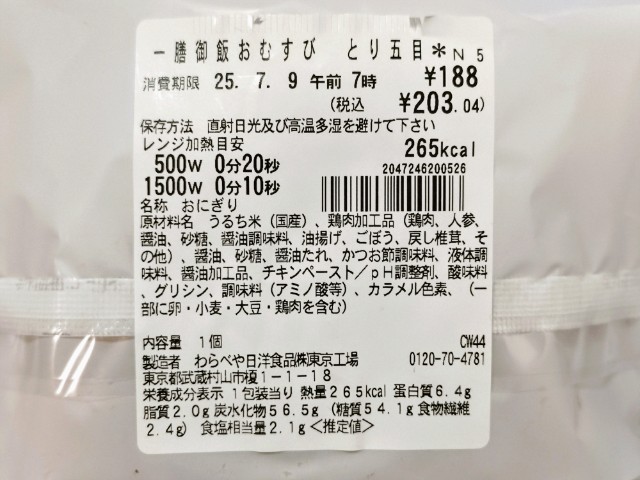 一膳御飯おむすび　とり五目＊N 5
消費期限 25. 7. 9 午前 7時 ¥188
(税込 ¥203.04)
保存方法　直射日光及び高温多湿を避けて下さい
レンジ加熱目安 265kcal
500W 0分20秒
2047246200526
1500W 0分10秒
名称　おにぎり
原材料名　うるち米（国産）、鶏肉加工品（鶏肉、人参、
醤油、砂糖、醤油調味料、油揚げ、ごぼう、戻し椎茸、そ
の他）、醤油、砂糖、醤油たれ、かつお節調味料、液体調
味料、醤油加工品、チキンペースト／pH調整剤、酸味料
、グリシン、調味料（アミノ酸等）、カラメル色素、（一
部に卵・小麦・大豆・鶏肉を含む）
内容量　1個 CW44
製造者　わらべや日洋食品㈱東京工場 0120-70-4781
東京都武蔵村山市榎1－1－18
栄養成分表示 1包装当り 熱量265kcal 蛋白質6.4g
脂質2.0g 炭水化物56.5g （糖質54.1g 食物繊維
2.4g） 食塩相当量2.1g＜推定値＞